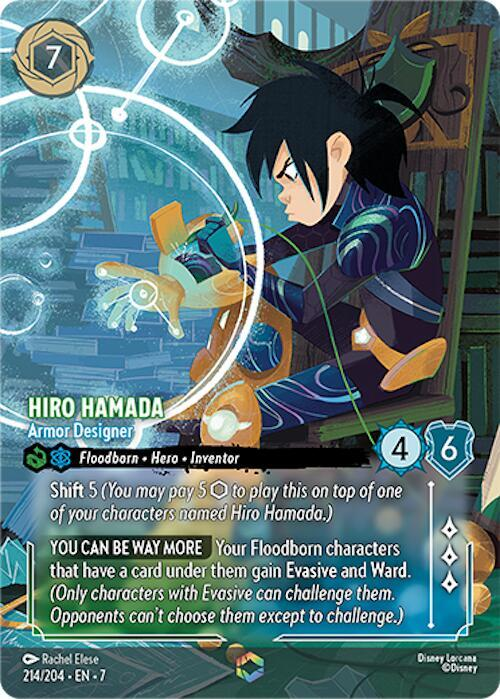 7
HIRO HAMADA
Armor Designer
Floodborn • Hero • Inventor
4
6
Shift 5 (You may pay 5 to play this on top of one
of your characters named Hiro Hamada.)
YOU CAN BE WAY MORE Your Floodborn characters
that have a card under them gain Evasive and Ward.
(Only characters with Evasive can challenge them.
Opponents can't choose them except to challenge.)
Rachel Elese
214/204 • EN • 7
Disney Lorcana
©Disney